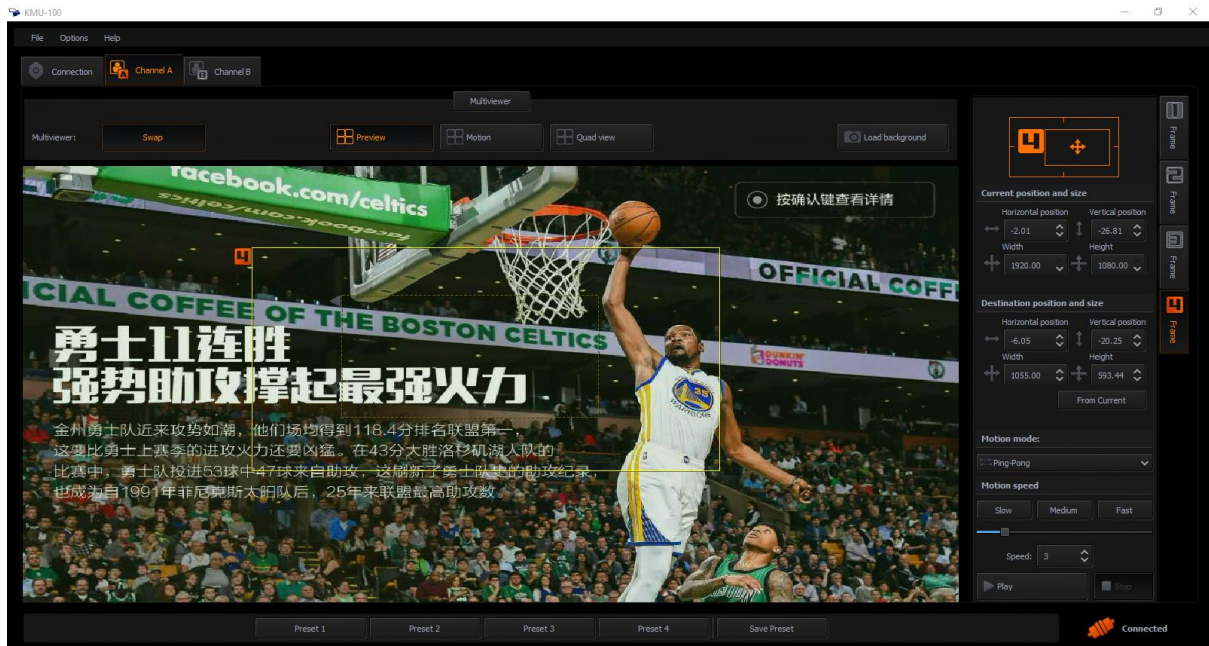 KMU-100
File Options Help
Connection Channel A Channel B
Multiviewer
Multiviewer: Swap Preview Motion Quad view Load background
facebook.com/celtics
按确认键查看详情
4
OFFICIAL COFFE
ICIAL COFFEE OF THE BOSTON CELTICS
DUNKIN'
DONUTS
勇士11连胜
强势助攻撑起最强火力
35
WARRIORS
金州勇士队近来攻势如潮，他们场均得到118.4分排名联盟第一，
这要比勇士上赛季的进攻火力还要凶猛。在43分大胜洛杉矶湖人队的
比赛中，勇士队投进53球中47球来自助攻，这刷新了勇士队史的助攻纪录，
也成为自1991年菲尼克斯太阳队后，25年来联盟最高助攻数。
4
Current position and size
Horizontal position Vertical position
-2.01 -26.81
Width Height
1920.00 1080.00
Destination position and size
Horizontal position Vertical position
-6.05 -20.25
Width Height
1055.00 593.44
From Current
Motion mode:
Ping-Pong
Motion speed
Slow Medium Fast
Speed: 3
Play Stop
1 Frame
2 Frame
3 Frame
4 Frame
Preset 1 Preset 2 Preset 3 Preset 4 Save Preset
Connected